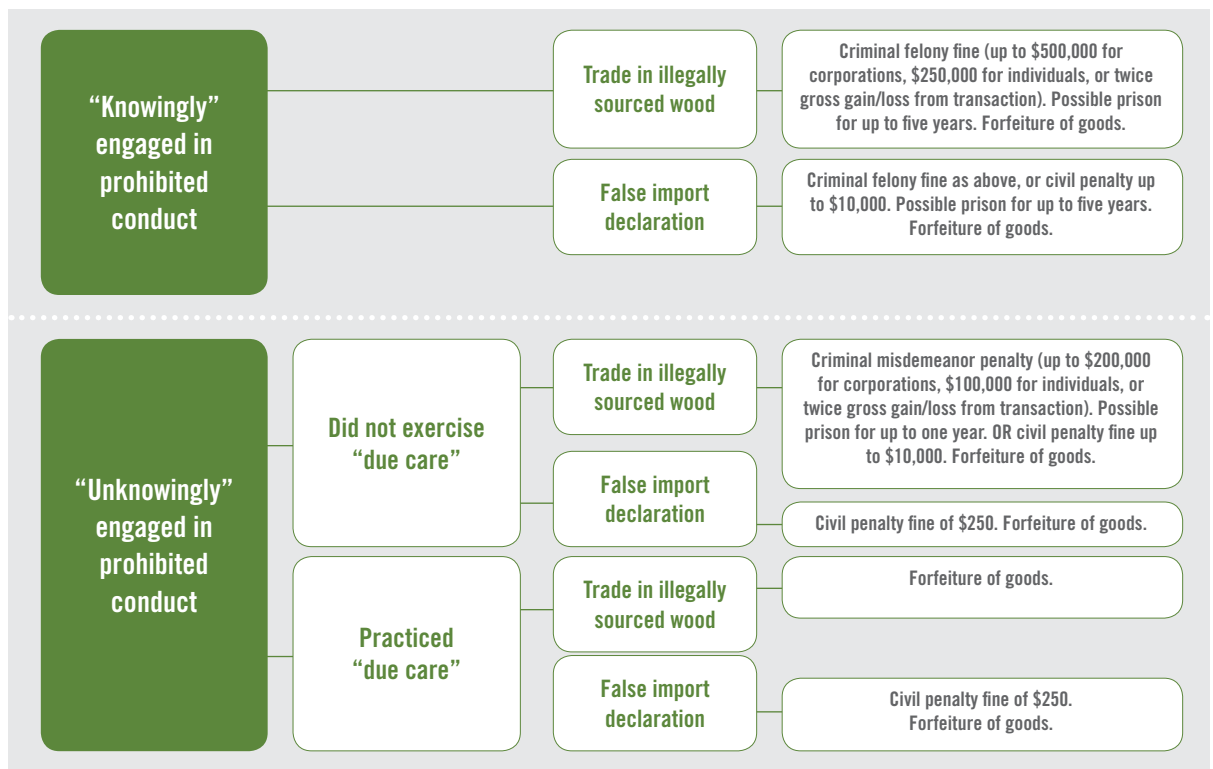 “Knowingly”
engaged in
prohibited
conduct
Trade in illegally
sourced wood
Criminal felony fine (up to $500,000 for
corporations, $250,000 for individuals, or twice
gross gain/loss from transaction). Possible prison
for up to five years. Forfeiture of goods.
False import
declaration
Criminal felony fine as above, or civil penalty up
to $10,000. Possible prison for up to five years.
Forfeiture of goods.
“Unknowingly”
engaged in
prohibited
conduct
Did not exercise
“due care”
Trade in illegally
sourced wood
Criminal misdemeanor penalty (up to $200,000
for corporations, $100,000 for individuals, or
twice gross gain/loss from transaction). Possible
prison for up to one year. OR civil penalty fine up
to $10,000. Forfeiture of goods.
False import
declaration
Civil penalty fine of $250. Forfeiture of goods.
Practiced
“due care”
Trade in illegally
sourced wood
Forfeiture of goods.
False import
declaration
Civil penalty fine of $250.
Forfeiture of goods.